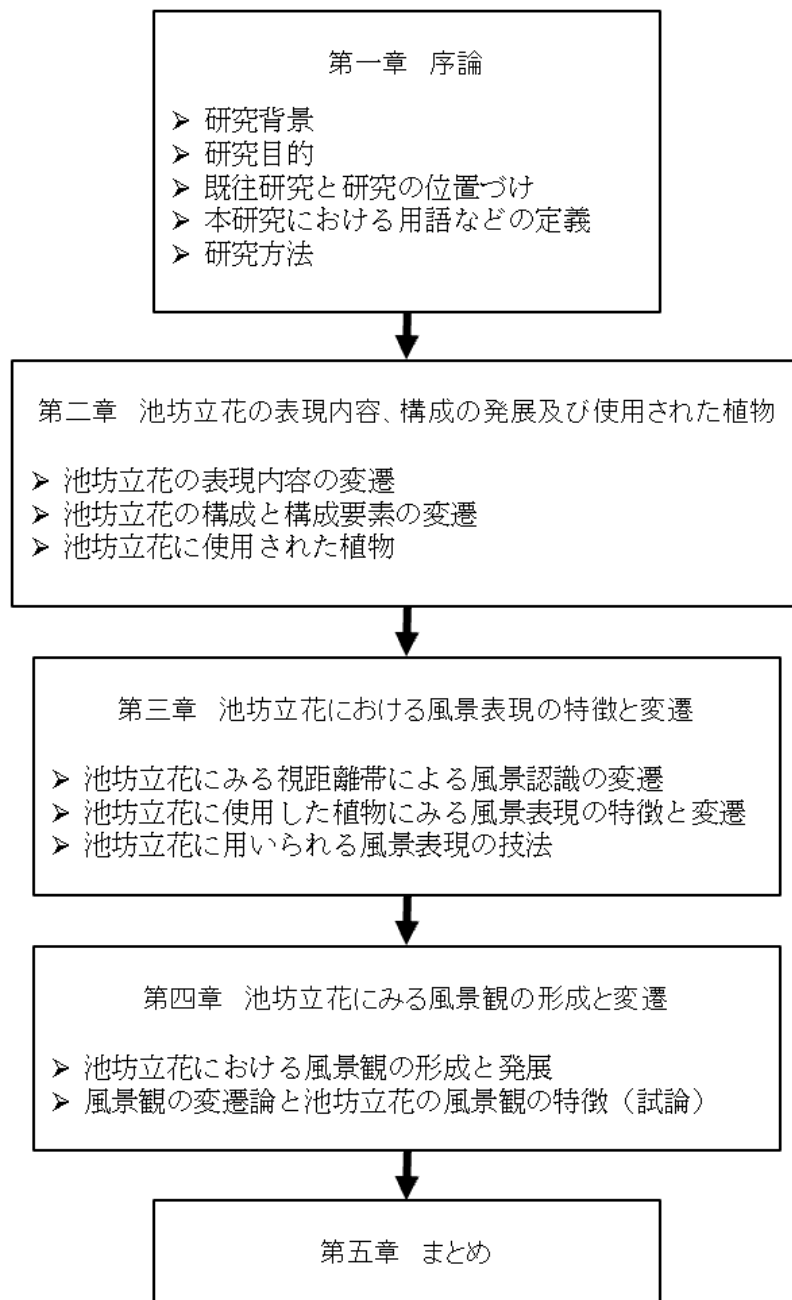 第一章 序論
➤ 研究背景
➤ 研究目的
➤ 既往研究と研究の位置づけ
➤ 本研究における用語などの定義
➤ 研究方法
第二章 池坊立花の表現内容、構成の発展及び使用された植物
➤ 池坊立花の表現内容の変遷
➤ 池坊立花の構成と構成要素の変遷
➤ 池坊立花に使用された植物
第三章 池坊立花における風景表現の特徴と変遷
➤ 池坊立花にみる視距離帯による風景認識の変遷
➤ 池坊立花に使用した植物にみる風景表現の特徴と変遷
➤ 池坊立花に用いられる風景表現の技法
第四章 池坊立花にみる風景観の形成と変遷
➤ 池坊立花における風景観の形成と発展
➤ 風景観の変遷論と池坊立花の風景観の特徴（試論）
第五章 まとめ